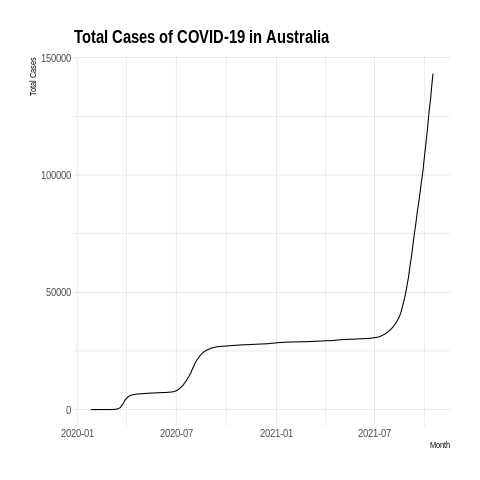 Total Cases of COVID-19 in Australia
Total Cases
150000
100000
50000
0
2020-01 2020-07 2021-01 2021-07
Month